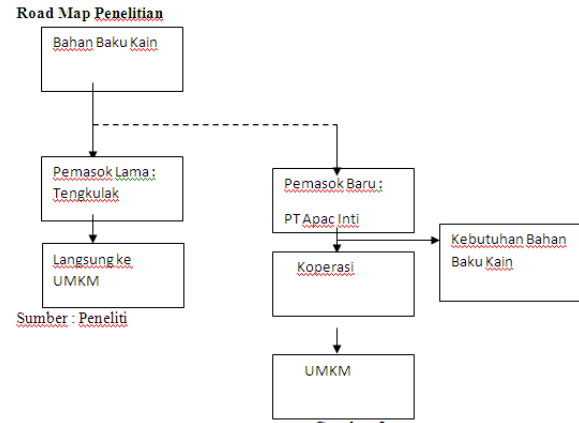 Road Map Penelitian
Bahan Baku Kain
Pemasok Lama :
Tengkulak
Pemasok Baru :
PT Apac Inti
Langsung ke
UMKM
Koperasi
Kebutuhan Bahan
Baku Kain
Sumber : Peneliti
UMKM